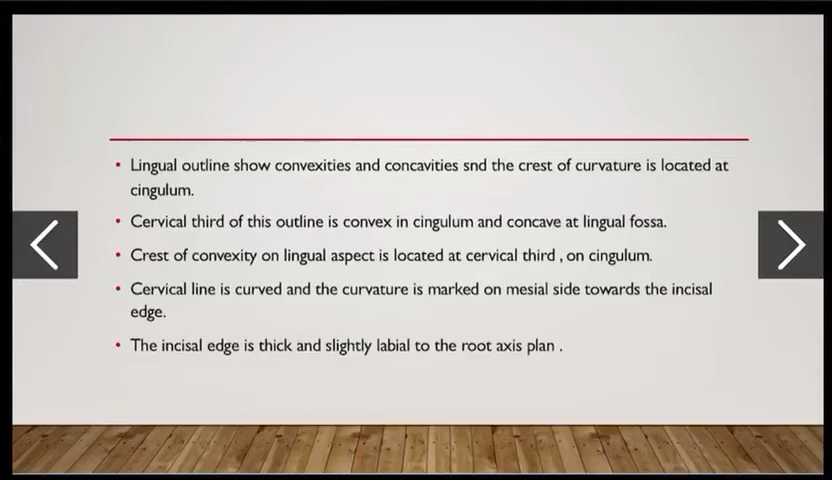 • Lingual outline show convexities and concavities snd the crest of curvature is located at
cingulum.
• Cervical third of this outline is convex in cingulum and concave at lingual fossa.
• Crest of convexity on lingual aspect is located at cervical third , on cingulum.
• Cervical line is curved and the curvature is marked on mesial side towards the incisal
edge.
• The incisal edge is thick and slightly labial to the root axis plan .